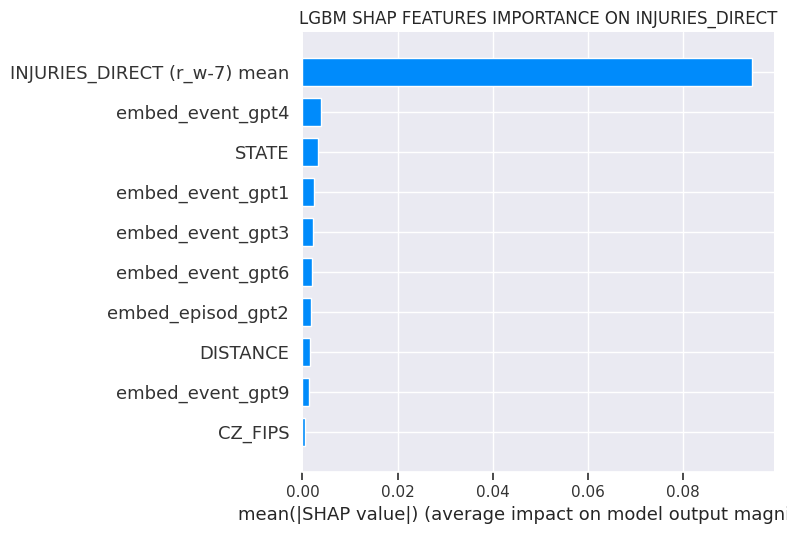 LGBM SHAP FEATURES IMPORTANCE ON INJURIES_DIRECT
INJURIES_DIRECT (r_w-7) mean
embed_event_gpt4
STATE
embed_event_gpt1
embed_event_gpt3
embed_event_gpt6
embed_episod_gpt2
DISTANCE
embed_event_gpt9
CZ_FIPS
0.00 0.02 0.04 0.06 0.08
mean(|SHAP value|) (average impact on model output magni